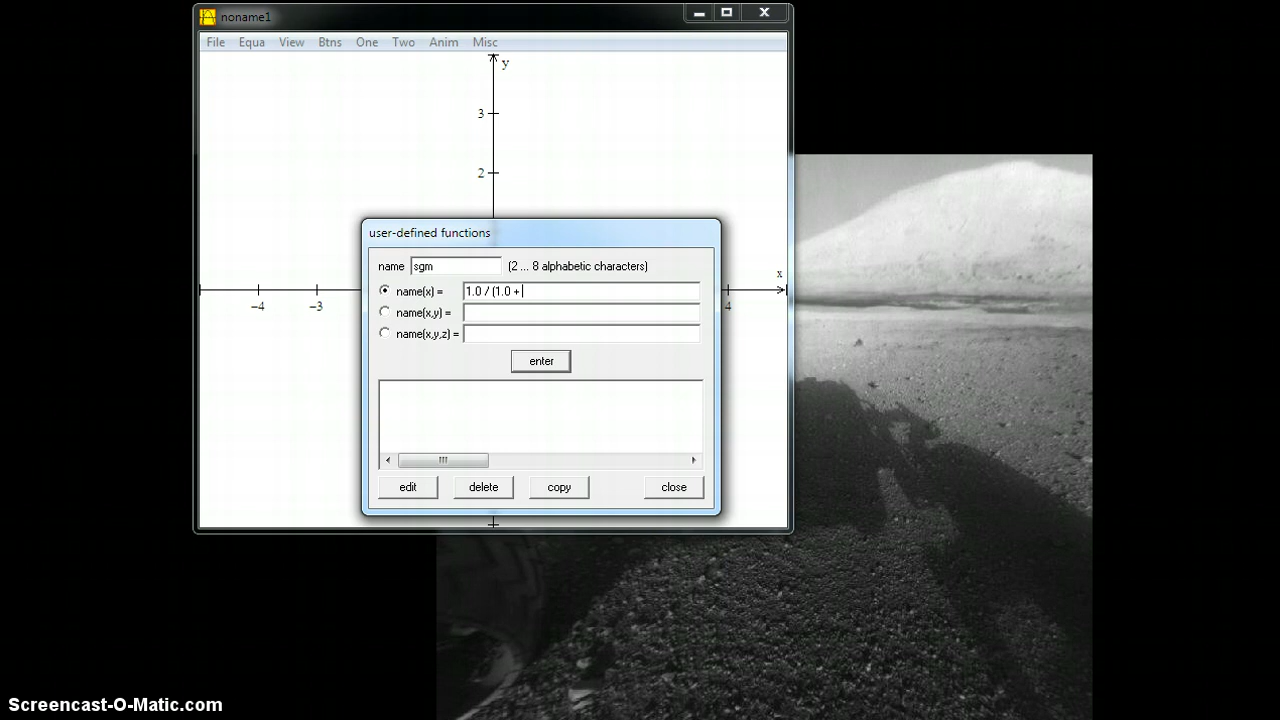 noname1
File Equa View Btns One Two Anim Misc
y
3
2
x
−4 −3 4
user-defined functions
name sgm (2 ... 8 alphabetic characters)
name(x) = 1.0 / (1.0 +
name(x,y) =
name(x,y,z) =
enter
edit delete copy close
Screencast-O-Matic.com